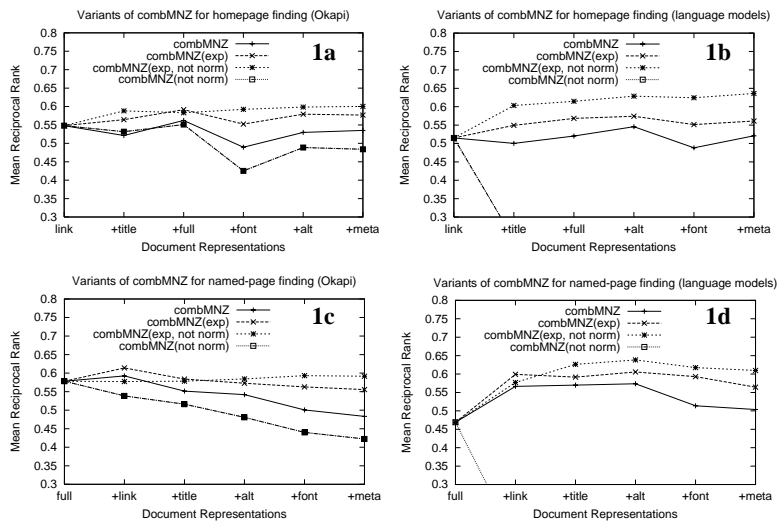 Variants of combMNZ for homepage finding (Okapi)
0.8
0.75
0.7
0.65
0.6
0.55
0.5
0.45
0.4
0.35
0.3
Mean Reciprocal Rank
combMNZ
combMNZ(exp)
combMNZ(exp, not norm)
combMNZ(not norm)
1a
link +title +full +font +alt +meta
Document Representations
Variants of combMNZ for homepage finding (language models)
0.8
0.75
0.7
0.65
0.6
0.55
0.5
0.45
0.4
0.35
0.3
Mean Reciprocal Rank
combMNZ
combMNZ(exp)
combMNZ(exp, not norm)
combMNZ(not norm)
1b
link +title +full +alt +font +meta
Document Representations
Variants of combMNZ for named-page finding (Okapi)
0.8
0.75
0.7
0.65
0.6
0.55
0.5
0.45
0.4
0.35
0.3
Mean Reciprocal Rank
combMNZ
combMNZ(exp)
combMNZ(exp, not norm)
combMNZ(not norm)
1c
full +link +title +alt +font +meta
Document Representations
Variants of combMNZ for named-page finding (language models)
0.8
0.75
0.7
0.65
0.6
0.55
0.5
0.45
0.4
0.35
0.3
Mean Reciprocal Rank
combMNZ
combMNZ(exp)
combMNZ(exp, not norm)
combMNZ(not norm)
1d
full +link +title +alt +font +meta
Document Representations